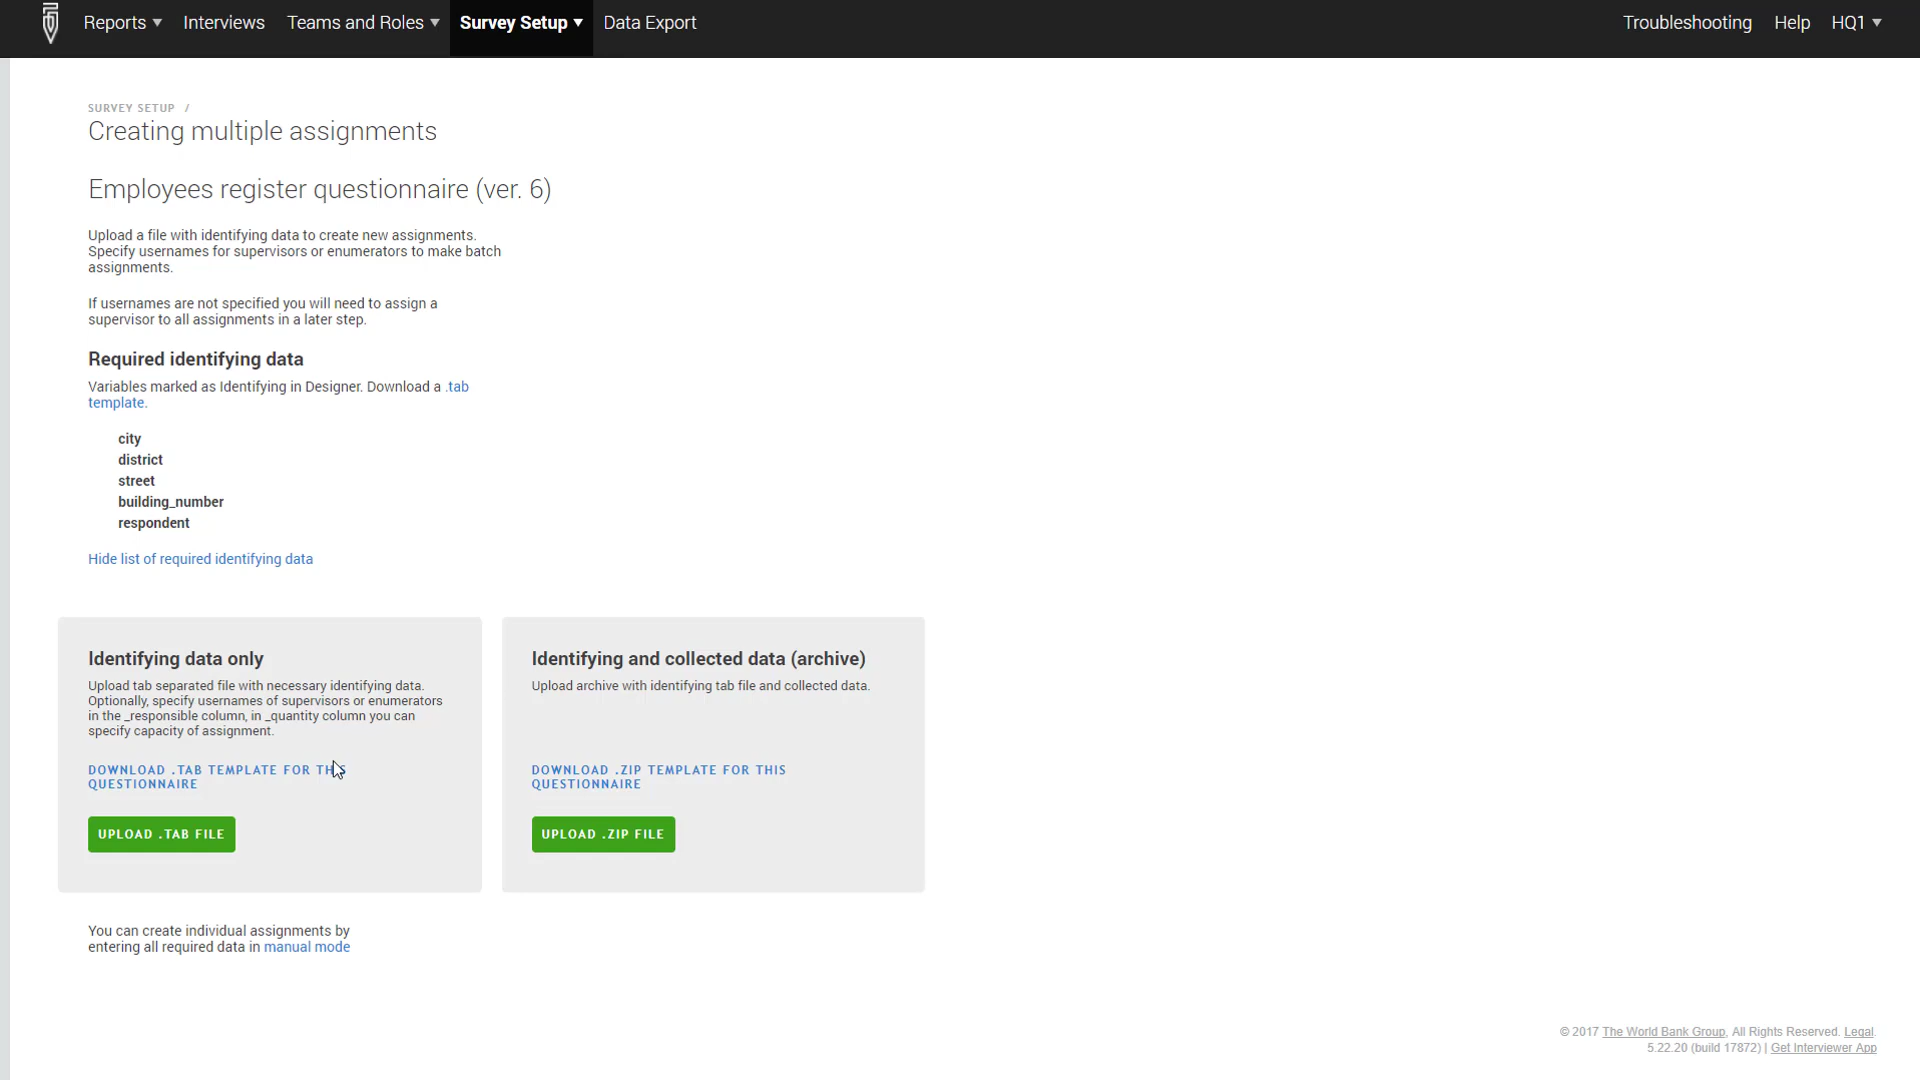 Reports ▼ Interviews Teams and Roles ▼ Survey Setup ▼ Data Export Troubleshooting Help HQ1 ▼
SURVEY SETUP /
Creating multiple assignments
Employees register questionnaire (ver. 6)
Upload a file with identifying data to create new assignments.
Specify usernames for supervisors or enumerators to make batch
assignments.
If usernames are not specified you will need to assign a
supervisor to all assignments in a later step.
Required identifying data
Variables marked as Identifying in Designer. Download a .tab
template.
city
district
street
building_number
respondent
Hide list of required identifying data
Identifying data only
Upload tab separated file with necessary identifying data.
Optionally, specify usernames of supervisors or enumerators
in the _responsible column, in _quantity column you can
specify capacity of assignment.
DOWNLOAD .TAB TEMPLATE FOR THIS
QUESTIONNAIRE
UPLOAD .TAB FILE
Identifying and collected data (archive)
Upload archive with identifying tab file and collected data.
DOWNLOAD .ZIP TEMPLATE FOR THIS
QUESTIONNAIRE
UPLOAD .ZIP FILE
You can create individual assignments by
entering all required data in manual mode
© 2017 The World Bank Group, All Rights Reserved. Legal.
5.22.20 (build 17872) | Get Interviewer App